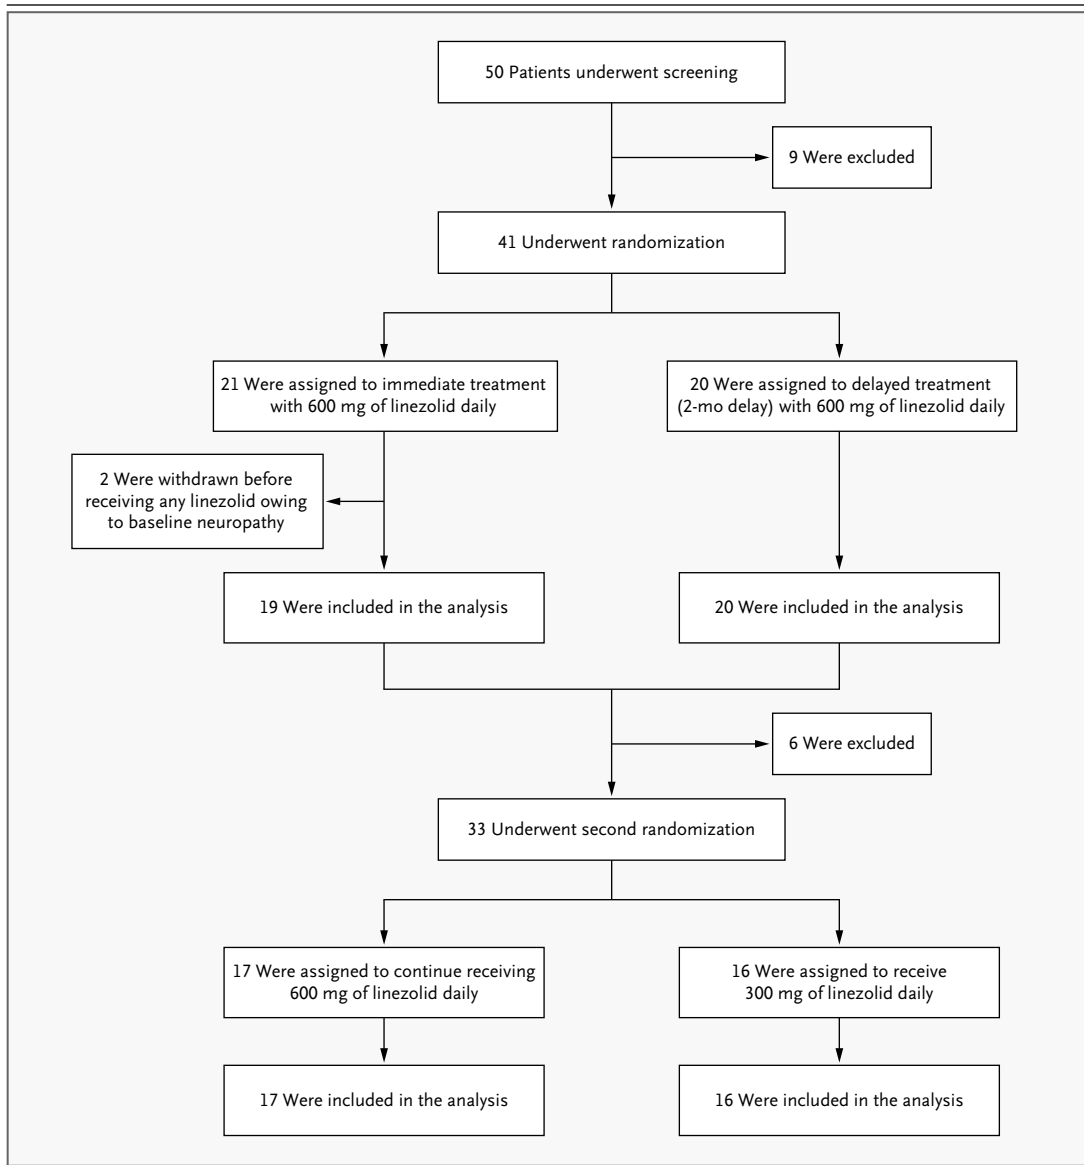 50 Patients underwent screening
9 Were excluded
41 Underwent randomization
21 Were assigned to immediate treatment
with 600 mg of linezolid daily
20 Were assigned to delayed treatment
(2-mo delay) with 600 mg of linezolid daily
2 Were withdrawn before
receiving any linezolid owing
to baseline neuropathy
19 Were included in the analysis
20 Were included in the analysis
6 Were excluded
33 Underwent second randomization
17 Were assigned to continue receiving
600 mg of linezolid daily
16 Were assigned to receive
300 mg of linezolid daily
17 Were included in the analysis
16 Were included in the analysis